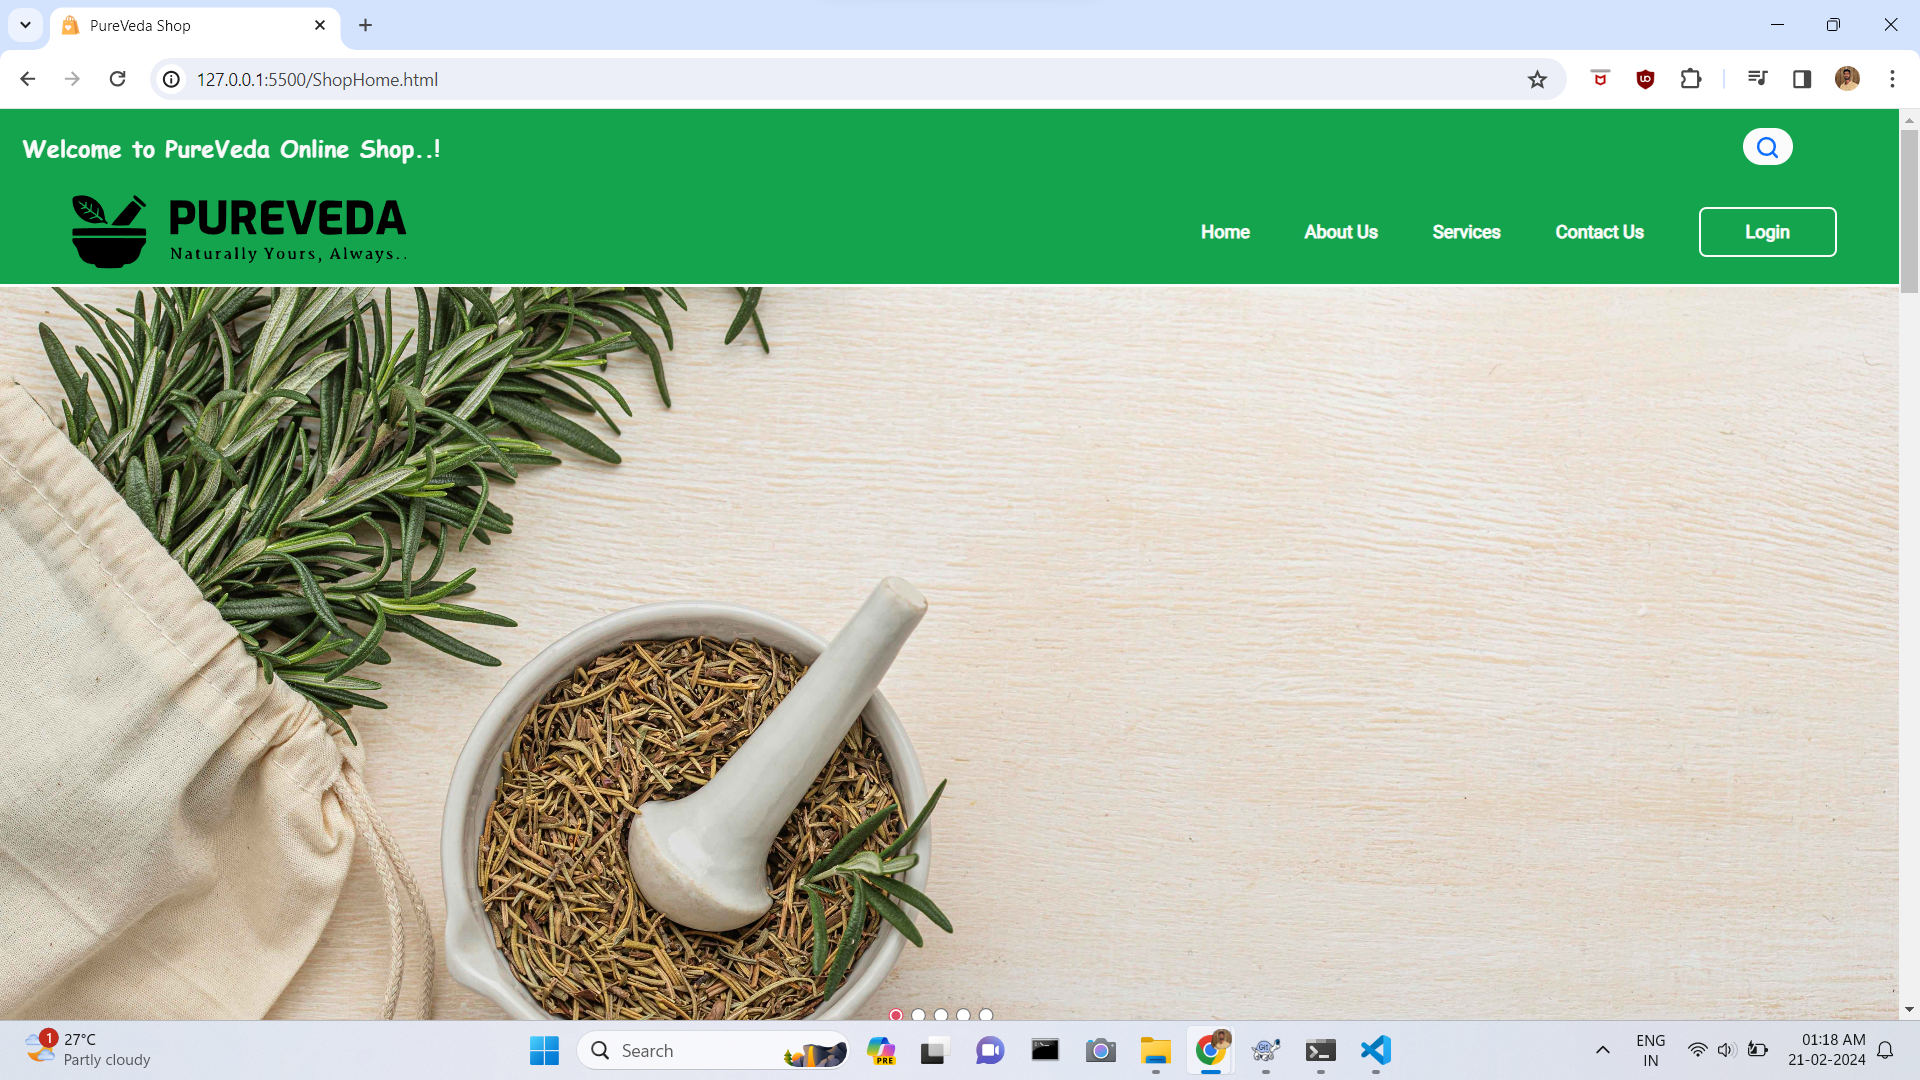 PureVeda Shop
127.0.0.1:5500/ShopHome.html
Welcome to PureVeda Online Shop..!
PUREVEDA
Naturally Yours, Always..
Home
About Us
Services
Contact Us
Login
1
27°C
Partly cloudy
Search
PRE
ENG
IN
01:18 AM
21-02-2024